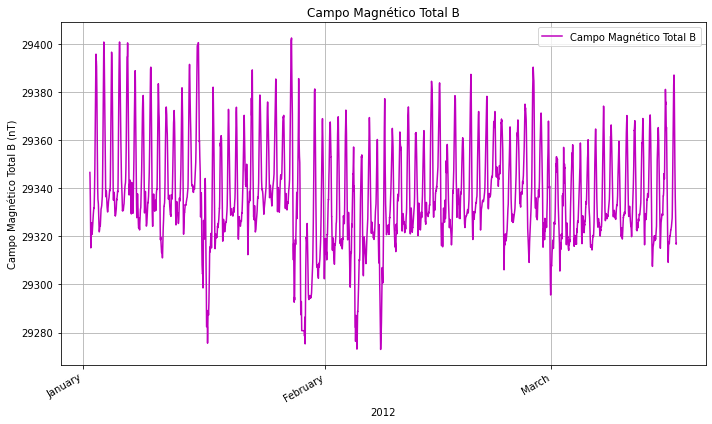 Campo Magnético Total B
Campo Magnético Total B
Campo Magnético Total B (nT)
29400
29380
29360
29340
29320
29300
29280
January
February
March
2012